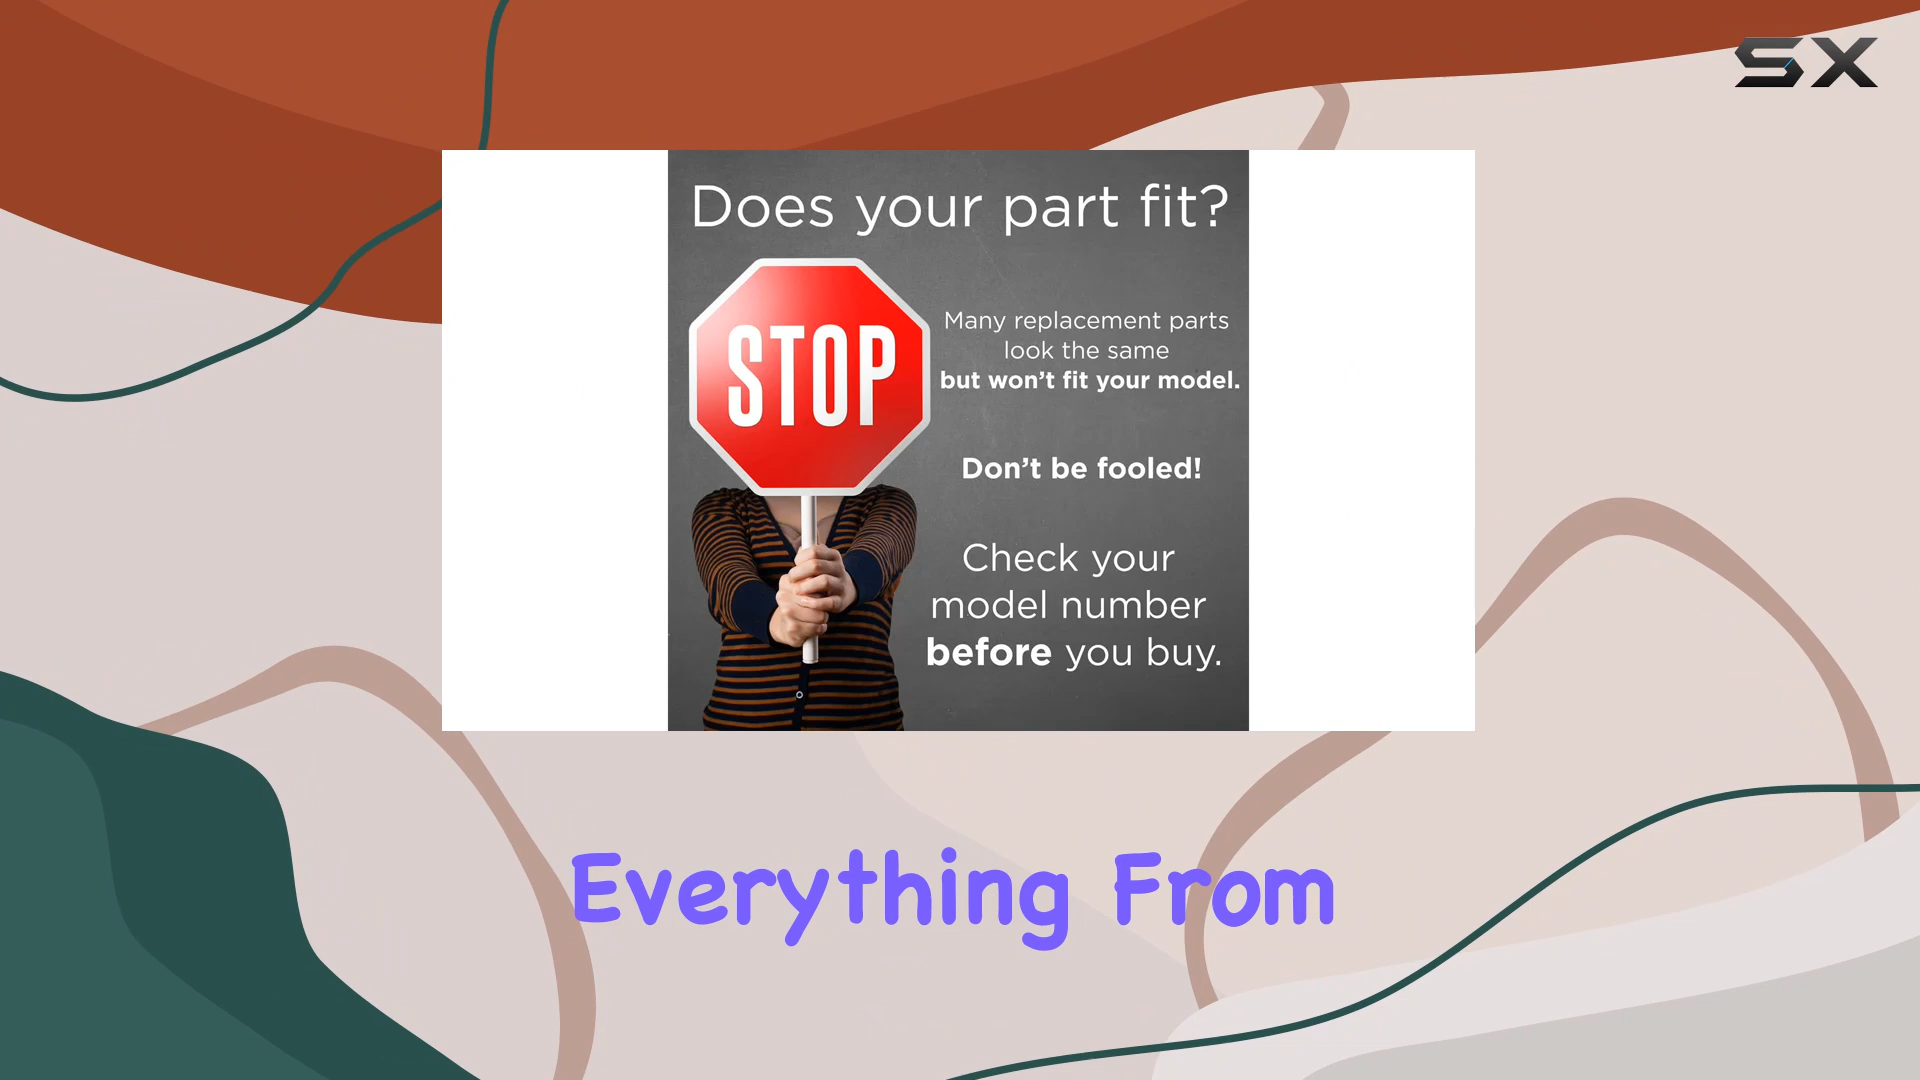 SX
Does your part fit?
STOP
Many replacement parts
look the same
but won't fit your model.
Don't be fooled!
Check your
model number
before you buy.
Everything From